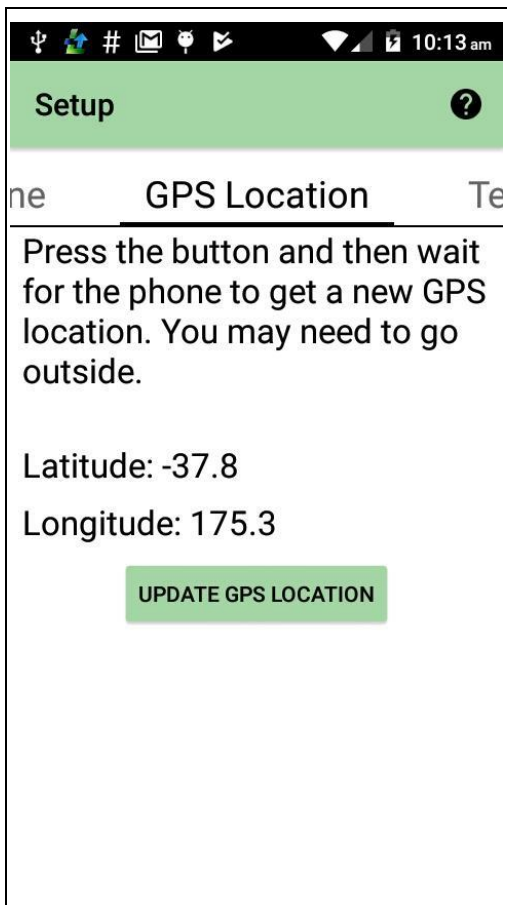 # 10:13 am
Setup ?
ne GPS Location Te
Press the button and then wait
for the phone to get a new GPS
location. You may need to go
outside.
Latitude: -37.8
Longitude: 175.3
UPDATE GPS LOCATION